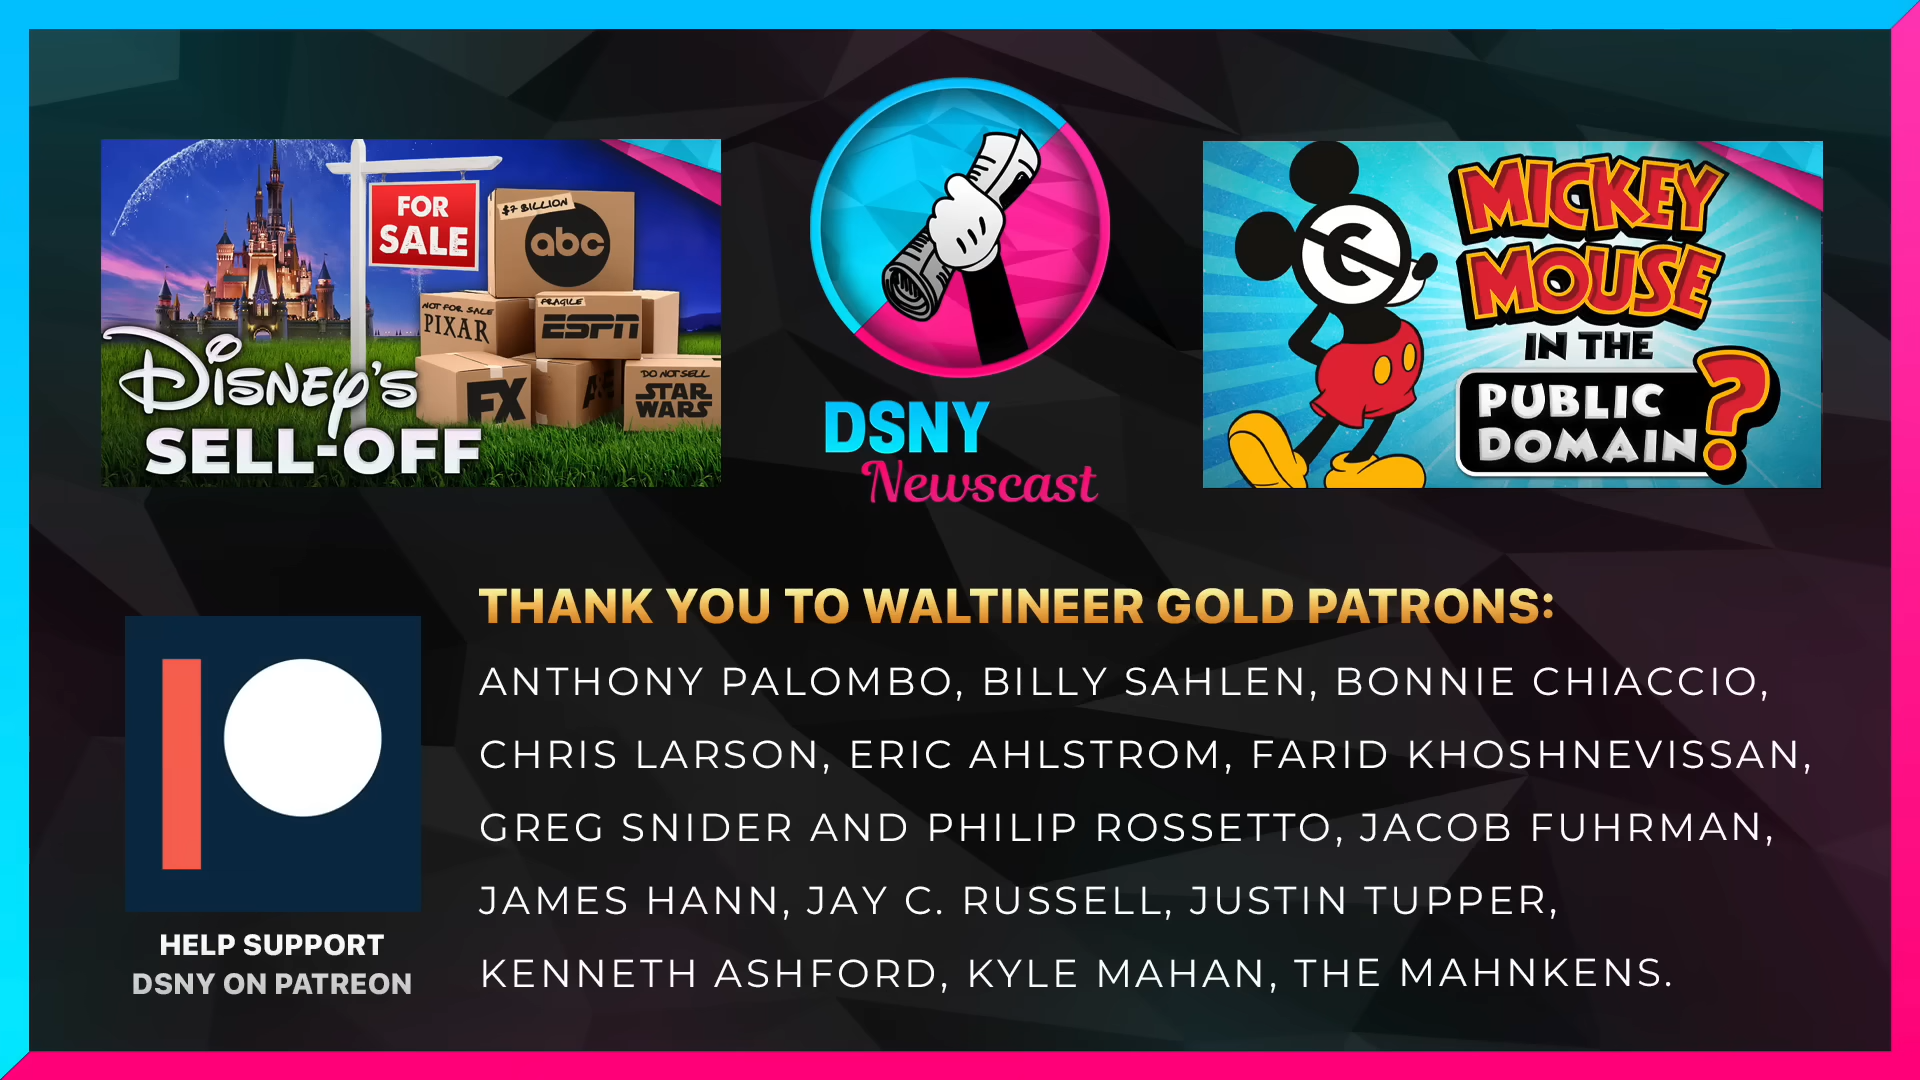 FOR
SALE
$7 BILLION
abc
NOT FOR SALE
PIXAR
FRAGILE
ESPN
FX
DO NOT SELL
STAR
WARS
DISNEY'S
SELL-OFF
DSNY
Newscast
C
MICKEY
MOUSE
IN THE
PUBLIC
DOMAIN?
HELP SUPPORT
DSNY ON PATREON
THANK YOU TO WALTINEER GOLD PATRONS:
ANTHONY PALOMBO, BILLY SAHLEN, BONNIE CHIACCIO,
CHRIS LARSON, ERIC AHLSTROM, FARID KHOSHNEVISSAN,
GREG SNIDER AND PHILIP ROSSETTO, JACOB FUHRMAN,
JAMES HANN, JAY C. RUSSELL, JUSTIN TUPPER,
KENNETH ASHFORD, KYLE MAHAN, THE MAHNKENS.